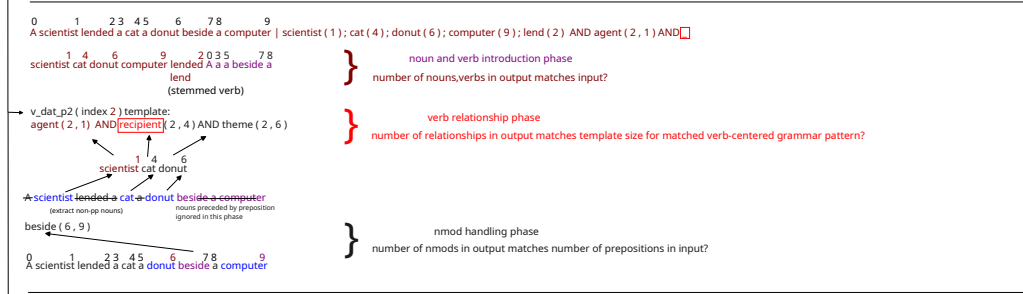 0 1 2 3 4 5 6 7 8 9
A scientist lended a cat a donut beside a computer | scientist ( 1 ) ; cat ( 4 ) ; donut ( 6 ) ; computer ( 9 ) ; lend ( 2 ) AND agent ( 2 , 1 ) AND _
1 4 6 9 2 0 3 5 7 8
scientist cat donut computer lended A a a beside a
lend
(stemmed verb)
} noun and verb introduction phase
number of nouns,verbs in output matches input?
v_dat_p2 ( index 2 ) template:
agent ( 2 , 1) AND recipient ( 2 , 4 ) AND theme ( 2 , 6 )
} verb relationship phase
number of relationships in output matches template size for matched verb-centered grammar pattern?
1 4 6
scientist cat donut
A scientist lended a cat a donut beside a computer
(extract non-pp nouns)
nouns preceded by preposition
ignored in this phase
beside ( 6 , 9 )
} nmod handling phase
number of nmods in output matches number of prepositions in input?
0 1 2 3 4 5 6 7 8 9
A scientist lended a cat a donut beside a computer